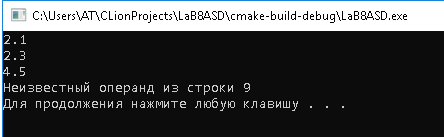 C:\Users\AT\CLionProjects\LaB8ASD\cmake-build-debug\LaB8ASD.exe
2.1
2.3
4.5
Неизвестный операнд из строки 9
Для продолжения нажмите любую клавишу . . .